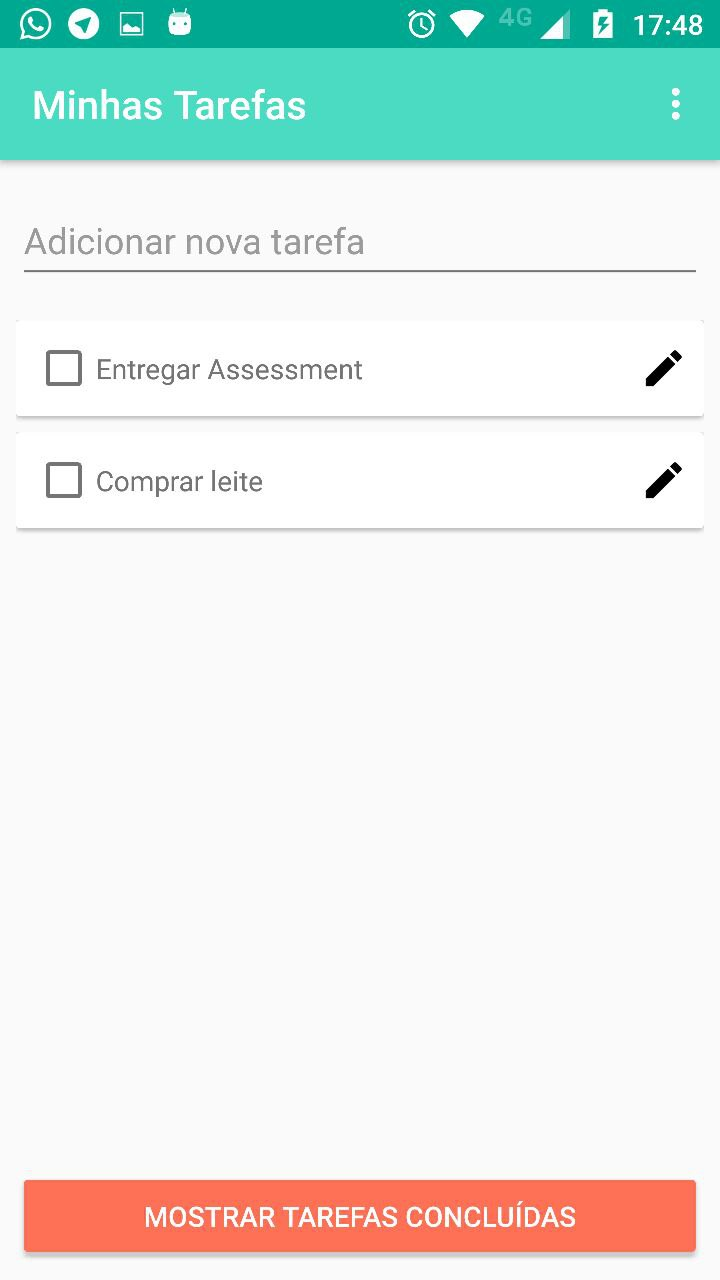 4G 17:48
Minhas Tarefas
Adicionar nova tarefa
Entregar Assessment
Comprar leite
MOSTRAR TAREFAS CONCLUÍDAS